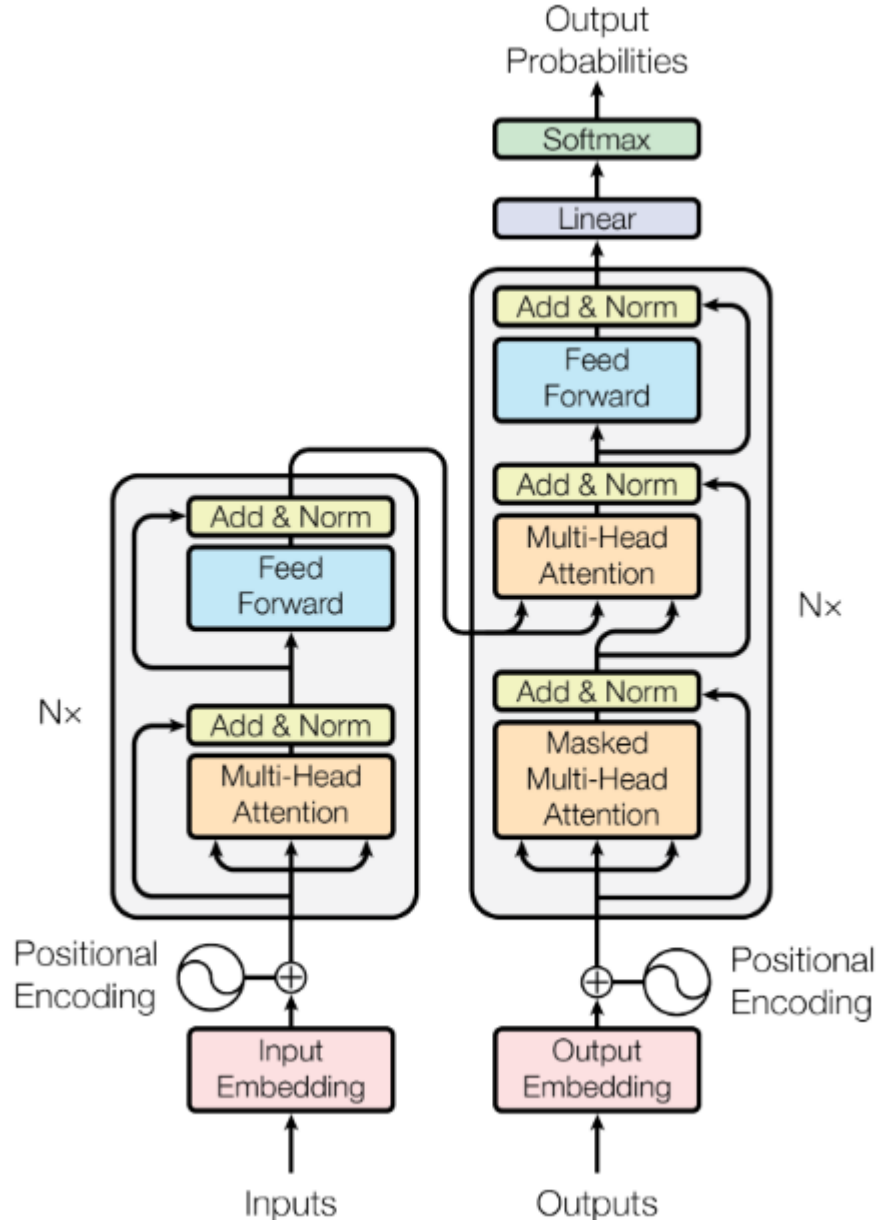 Output
Probabilities
Softmax
Linear
Add & Norm
Feed
Forward
Add & Norm
Multi-Head
Attention
Add & Norm
Masked
Multi-Head
Attention
N×
Add & Norm
Feed
Forward
Add & Norm
Multi-Head
Attention
N×
Positional
Encoding
Positional
Encoding
Input
Embedding
Output
Embedding
Inputs
Outputs